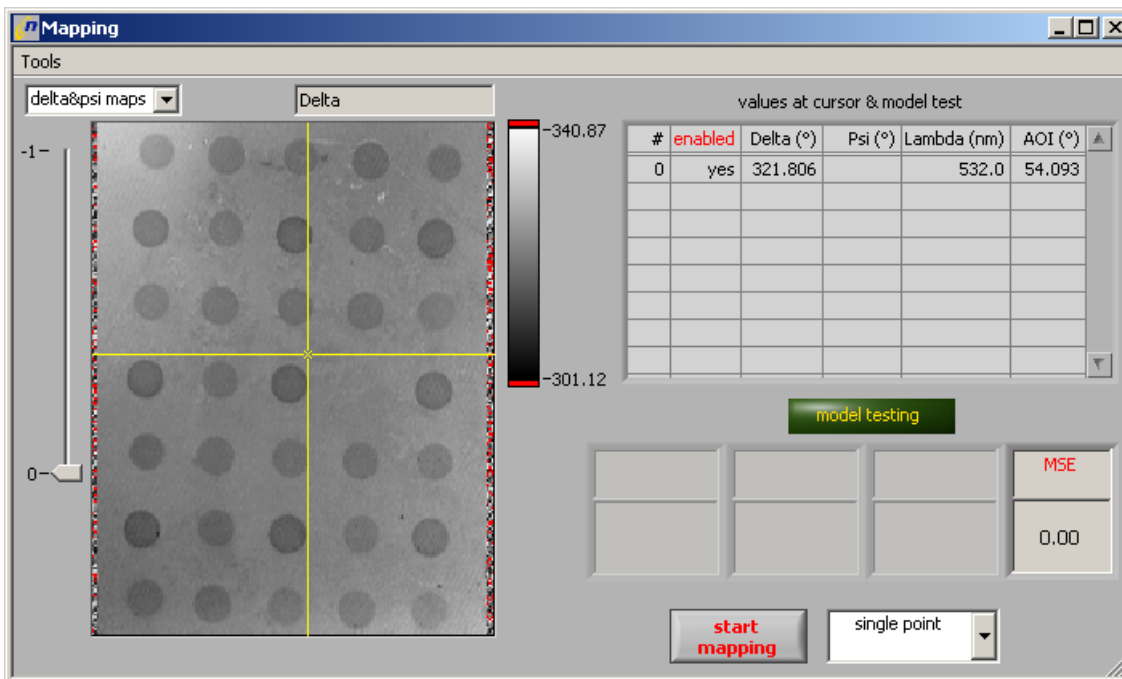 Mapping
Tools
delta&psi maps
Delta
values at cursor & model test
-1-
-340.87
-301.12
0-
# enabled Delta (°) Psi (°) Lambda (nm) AOI (°)
0 yes 321.806 532.0 54.093
model testing
MSE
0.00
start
mapping
single point